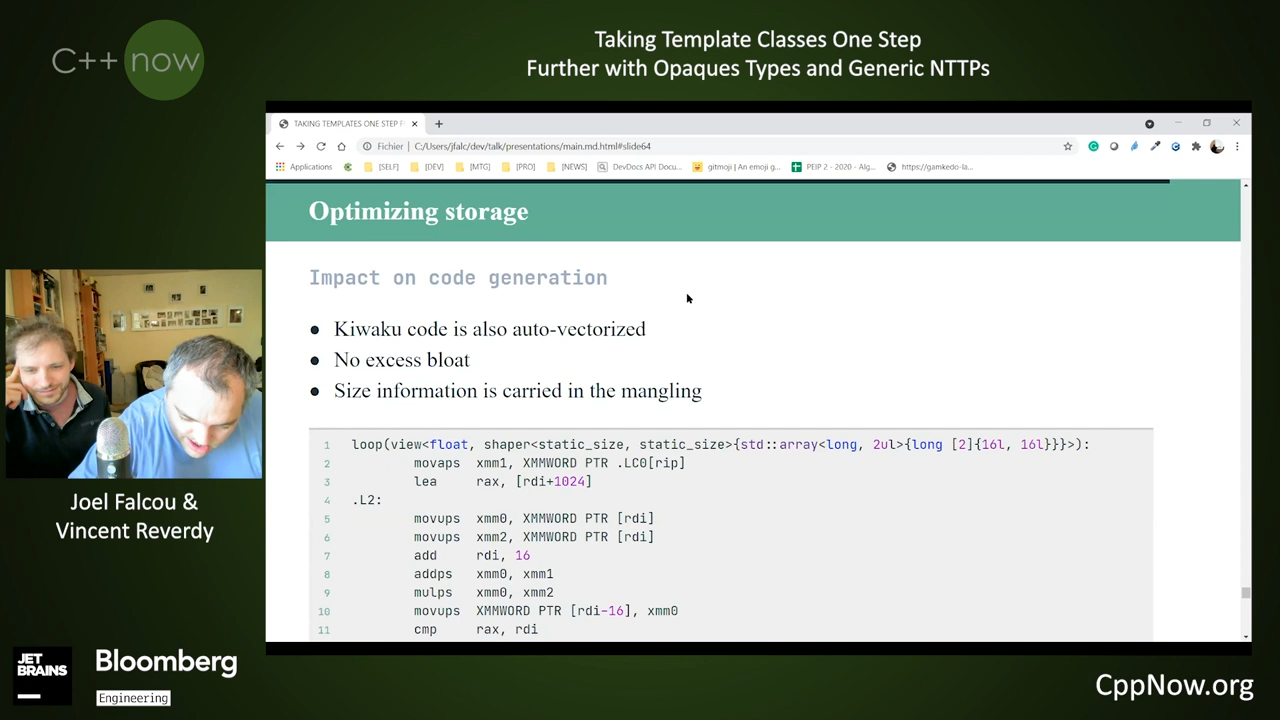 C++ now
Taking Template Classes One Step
Further with Opaques Types and Generic NTTPs
TAKING TEMPLATES ONE STEP F
Fichier | C:/Users/jfalc/dev/talk/presentations/main.md.html#slide64
Applications [SELF] [DEV] [MTG] [PRO] [NEWS] DevDocs API Docu... gitmoji | An emoji g... PEIP 2 - 2020 - Alg... https://gamkedo-la...
Optimizing storage
Impact on code generation
● Kiwaku code is also auto-vectorized
● No excess bloat
● Size information is carried in the mangling
1 loop(view<float, shaper<static_size, static_size>{std::array<long, 2ul>{long [2]{16l, 16l}}}>):
2 movaps xmm1, XMMWORD PTR .LC0[rip]
3 lea rax, [rdi+1024]
4 .L2:
5 movups xmm0, XMMWORD PTR [rdi]
6 movups xmm2, XMMWORD PTR [rdi]
7 add rdi, 16
8 addps xmm0, xmm1
9 mulps xmm0, xmm2
10 movups XMMWORD PTR [rdi-16], xmm0
11 cmp rax, rdi
Joel Falcou &
Vincent Reverdy
JET
BRAINS
Bloomberg
Engineering
CppNow.org